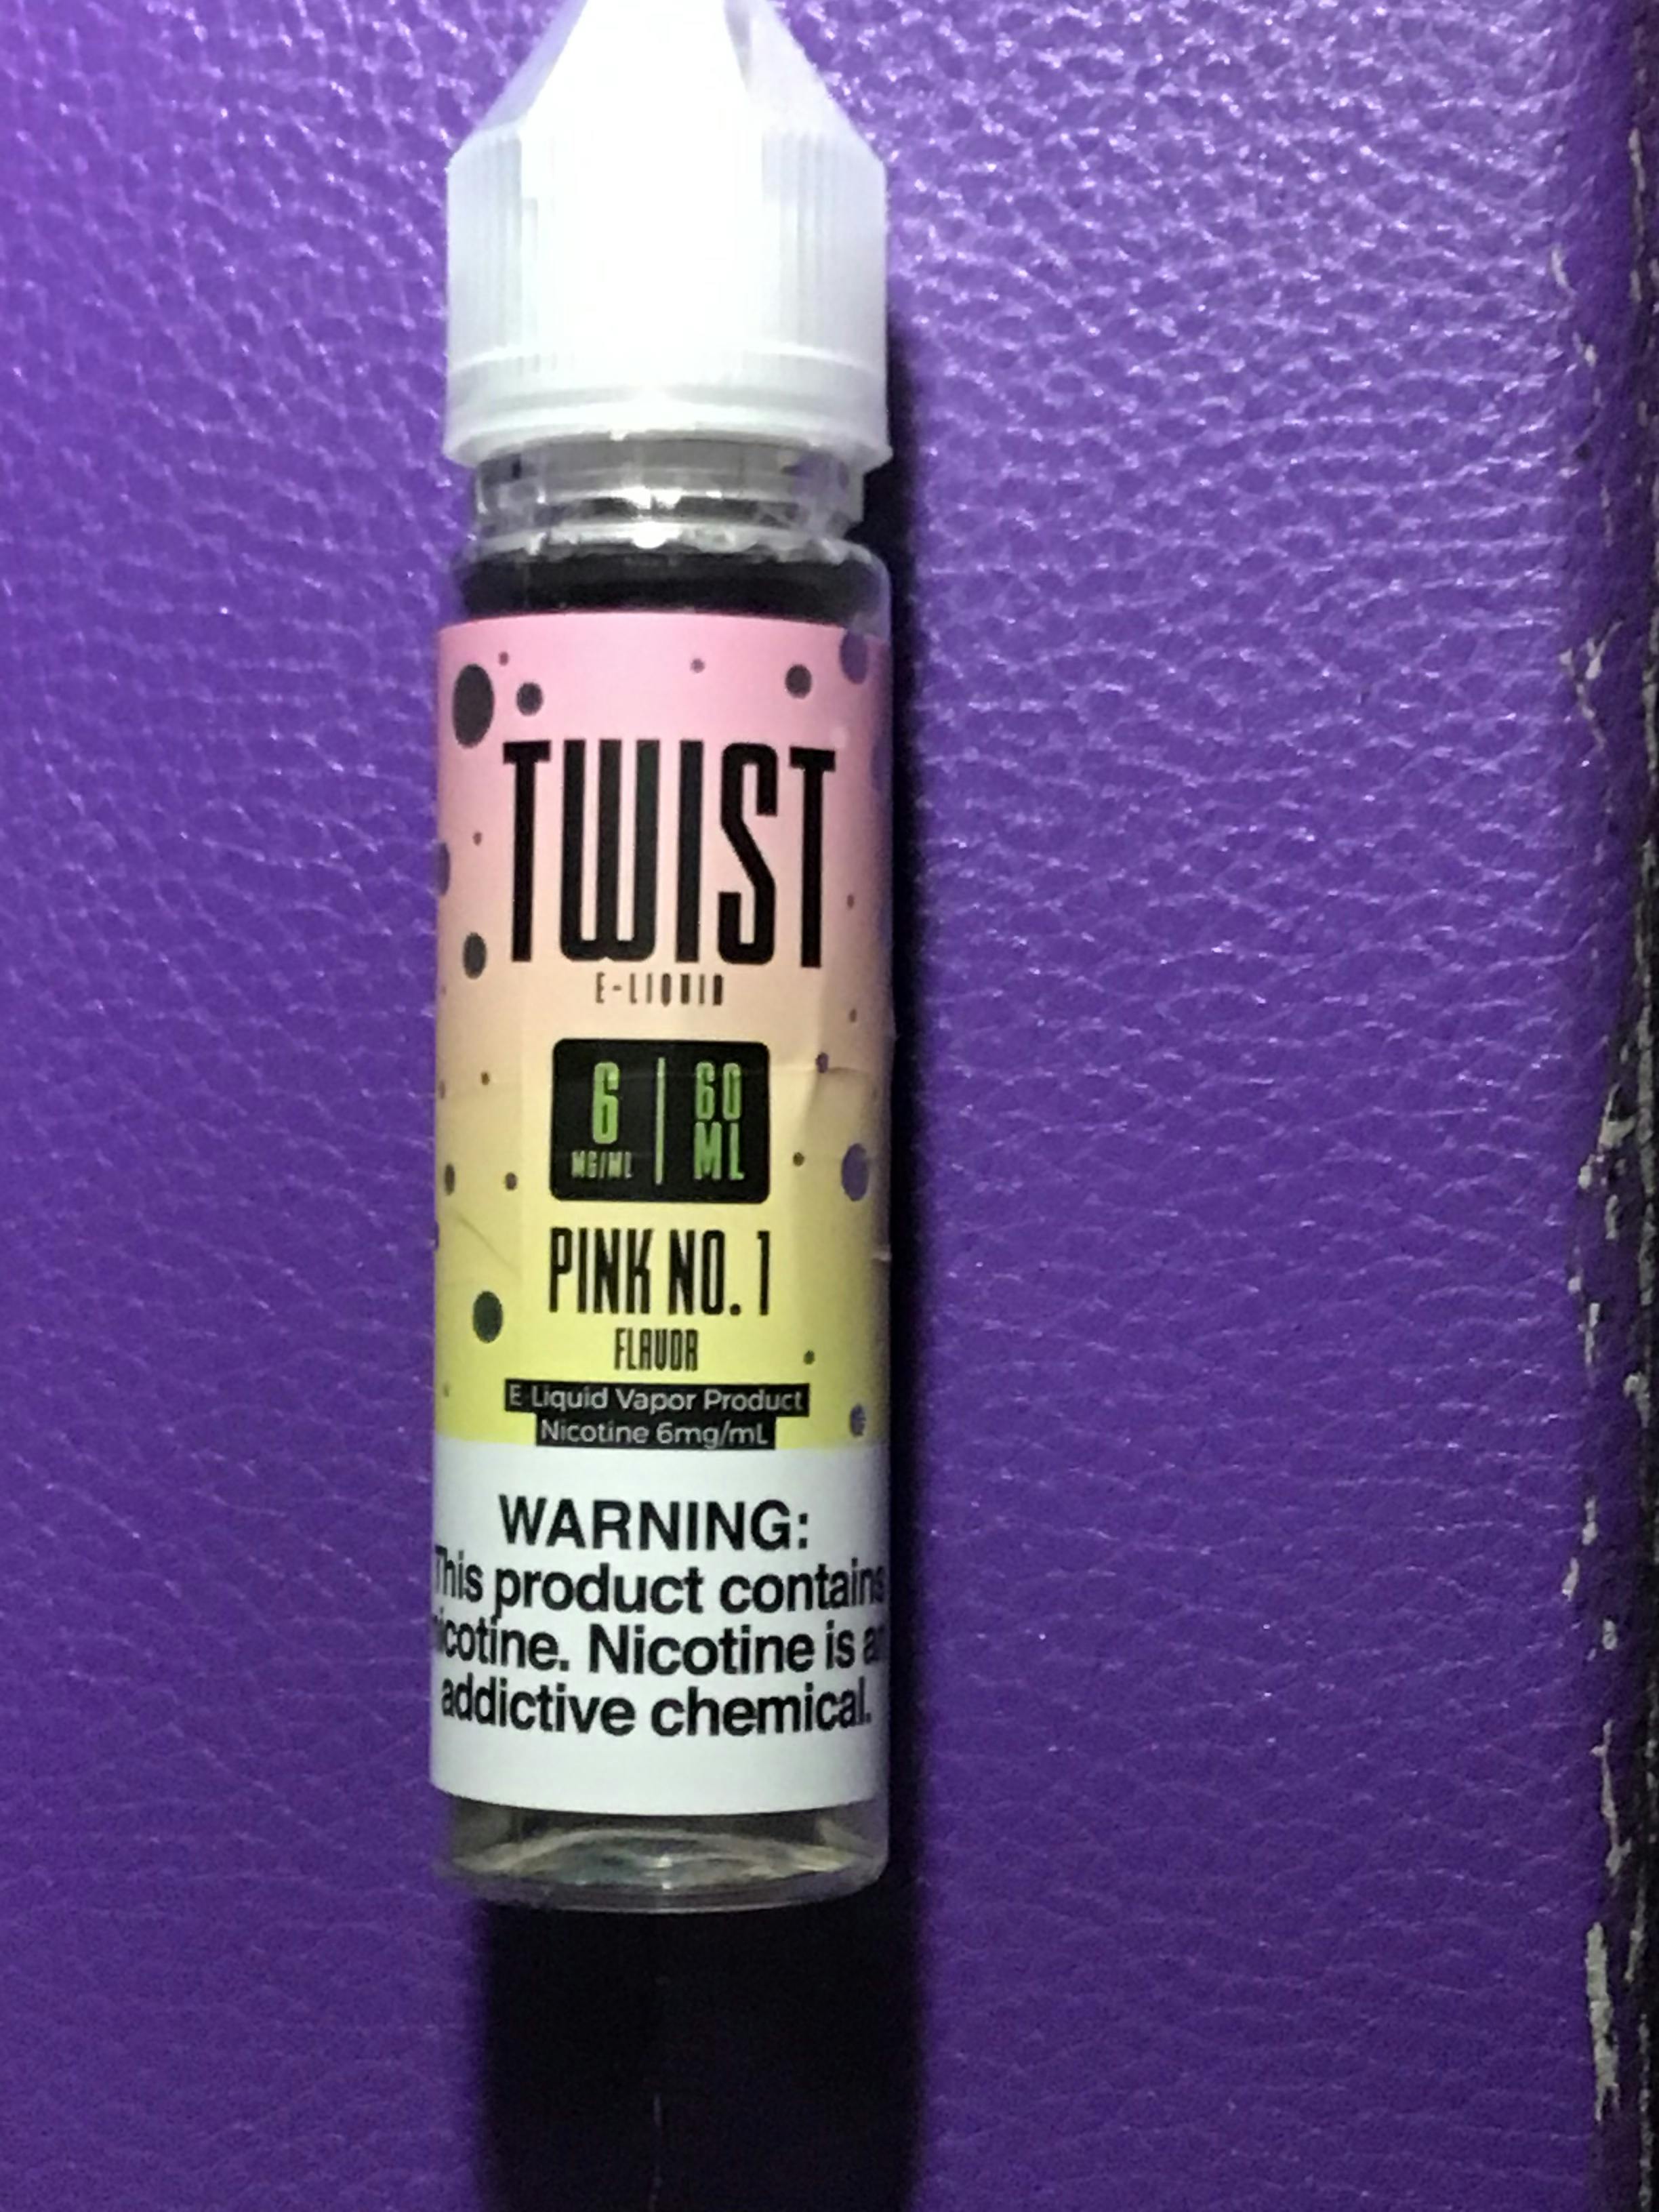 TWIST
E-LIQUID
6 | 60
MG/ML ML
PINK NO. 1
FLAVOR
E-Liquid Vapor Product
Nicotine 6mg/mL
WARNING:
This product contains
nicotine. Nicotine is an
addictive chemical.